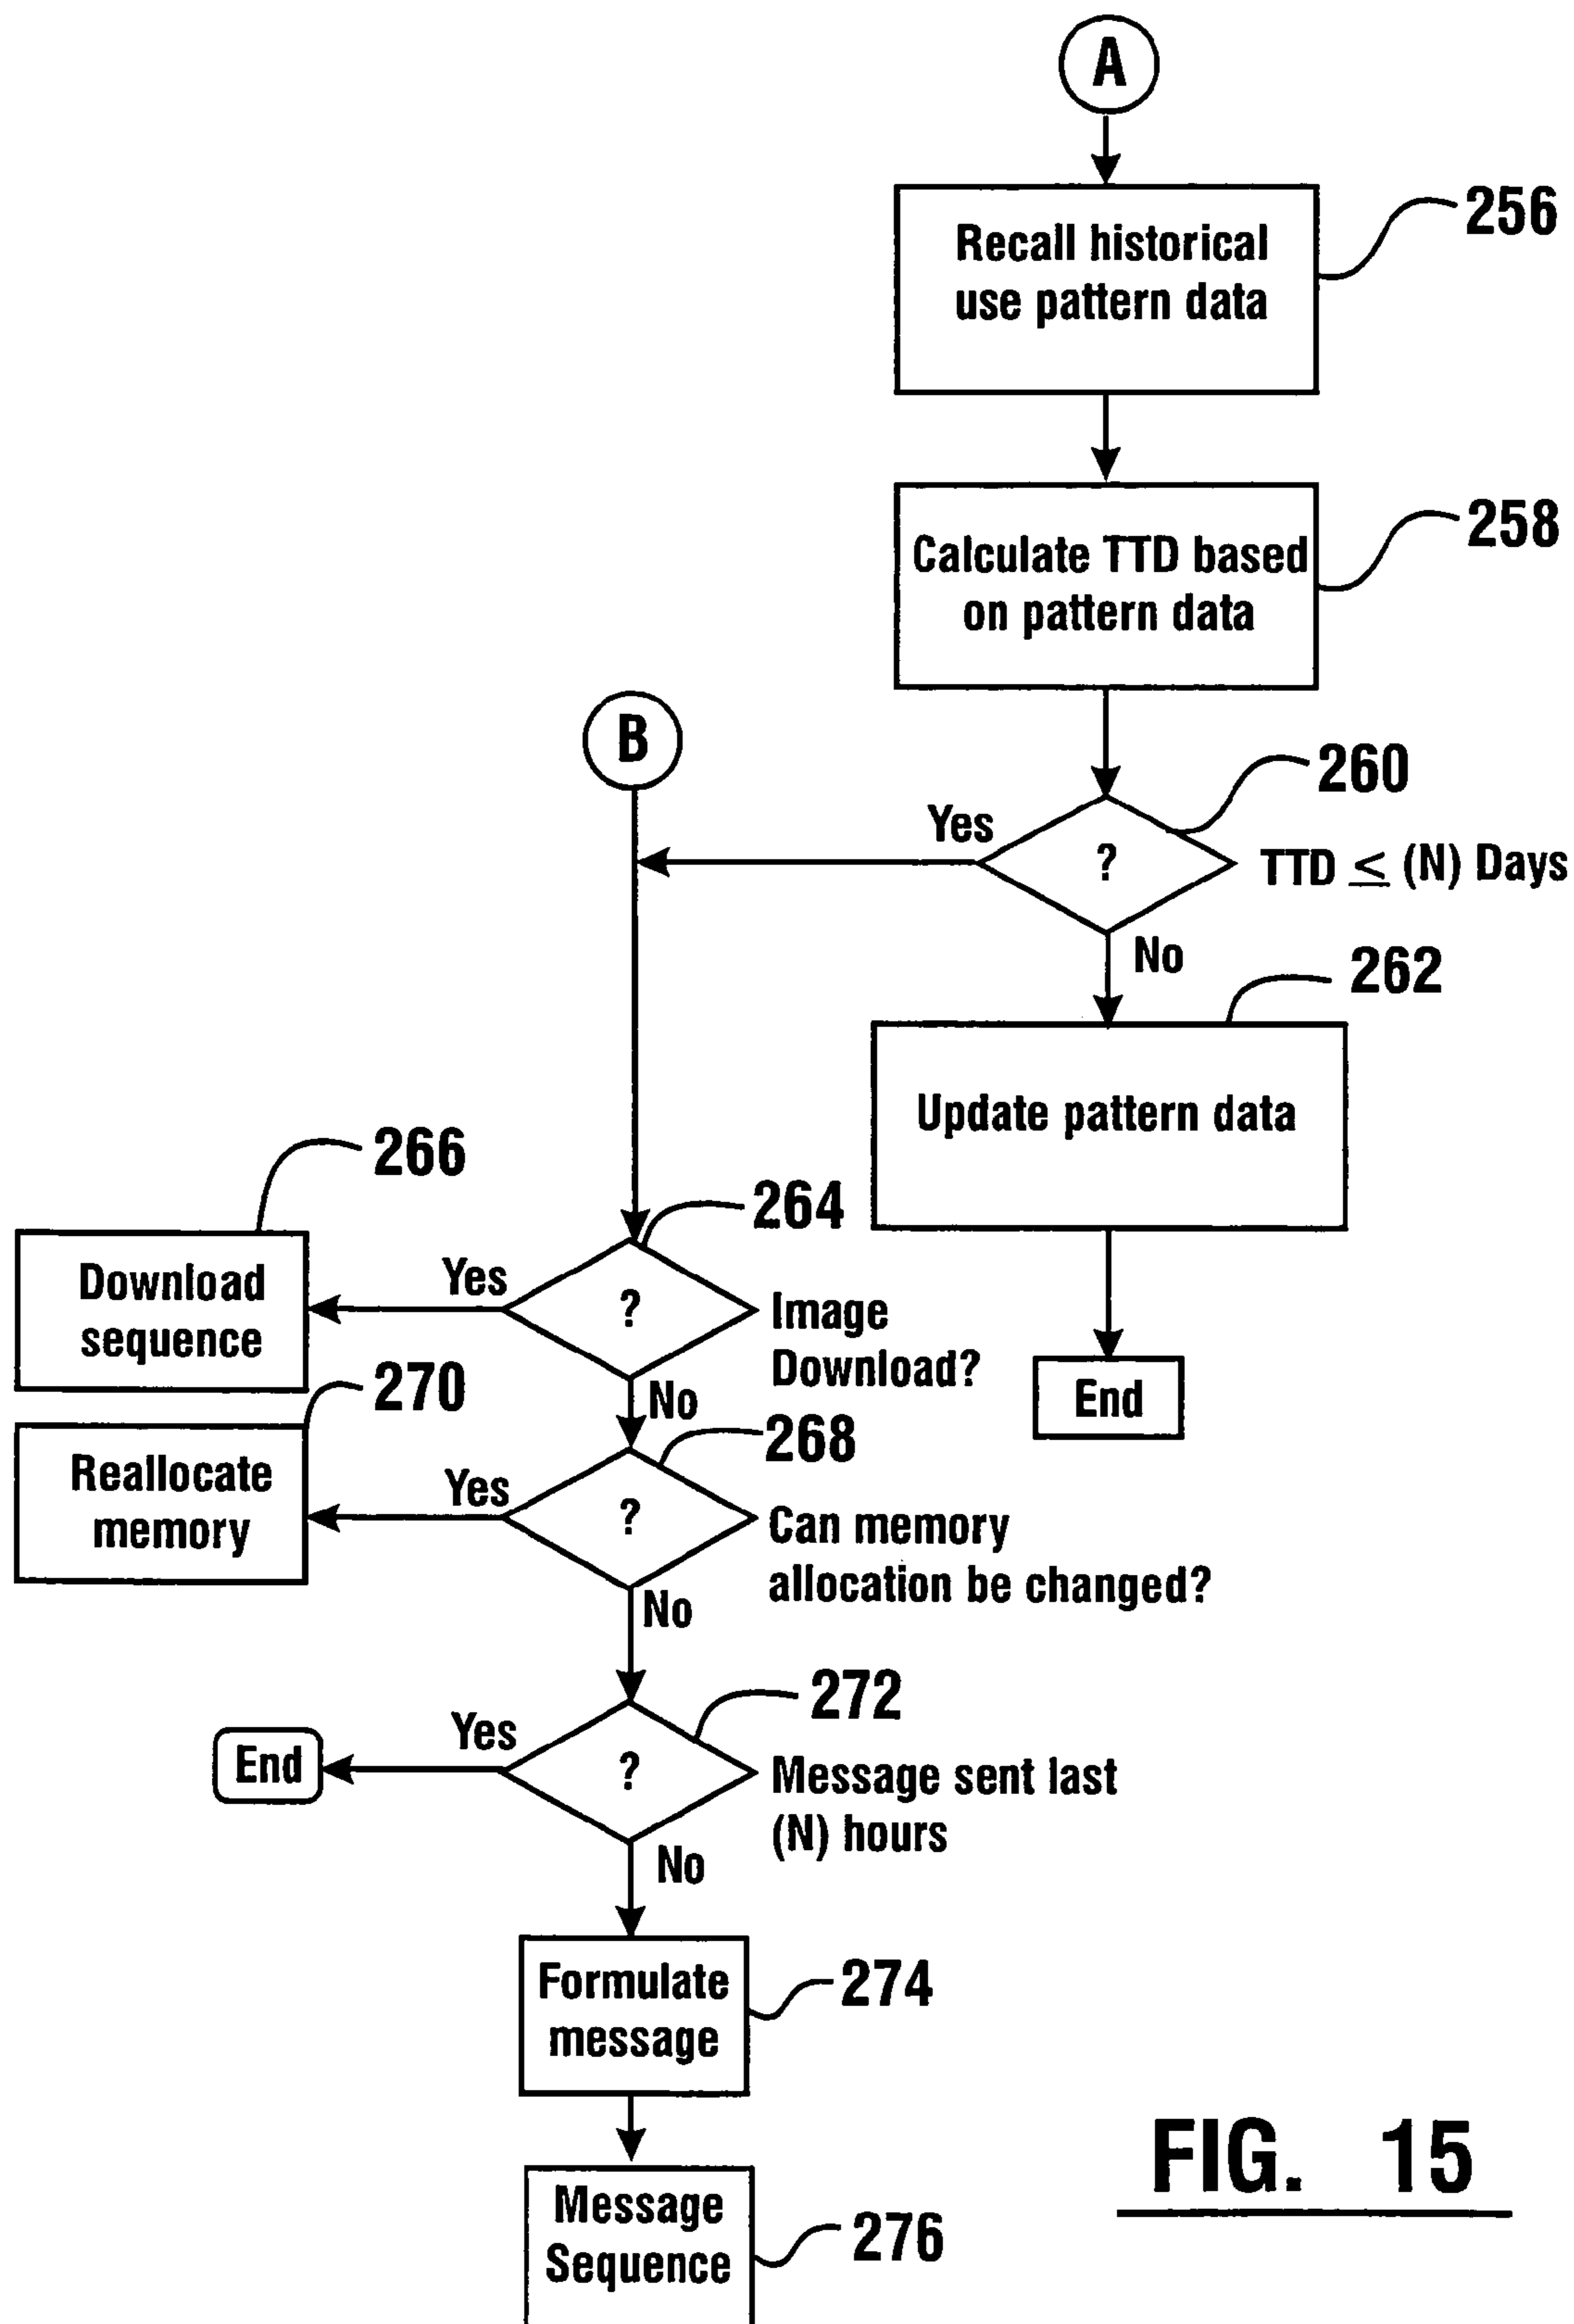 A
Recall historical
use pattern data
256
Calculate TTD based
on pattern data
258
B
Yes
?
260
TTD ≤ (N) Days
No
262
Update pattern data
End
266
Download
sequence
Yes
?
264
Image
Download?
No
270
Reallocate
memory
Yes
?
268
Can memory
allocation be changed?
No
End
Yes
?
272
Message sent last
(N) hours
No
Formulate
message
274
Message
Sequence
276
FIG. 15